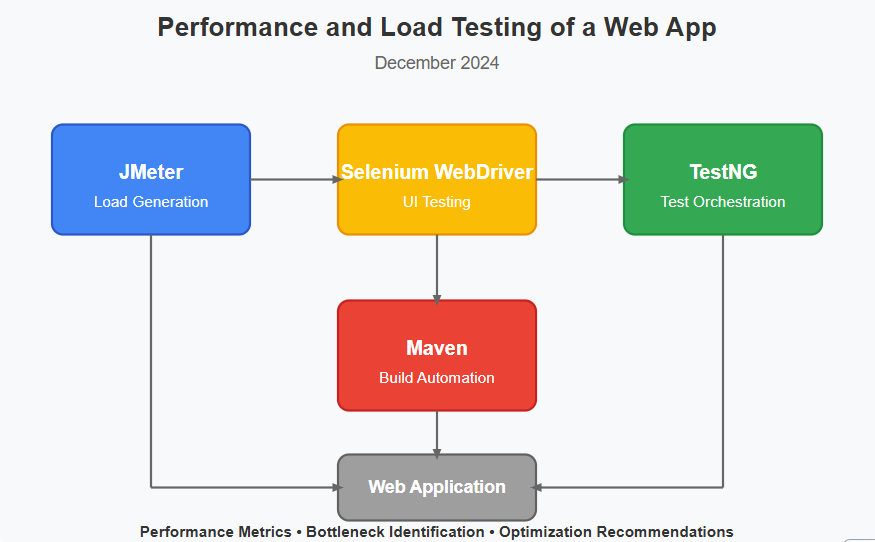 Performance and Load Testing of a Web App
December 2024
JMeter
Load Generation
Selenium WebDriver
UI Testing
TestNG
Test Orchestration
Maven
Build Automation
Web Application
Performance Metrics • Bottleneck Identification • Optimization Recommendations